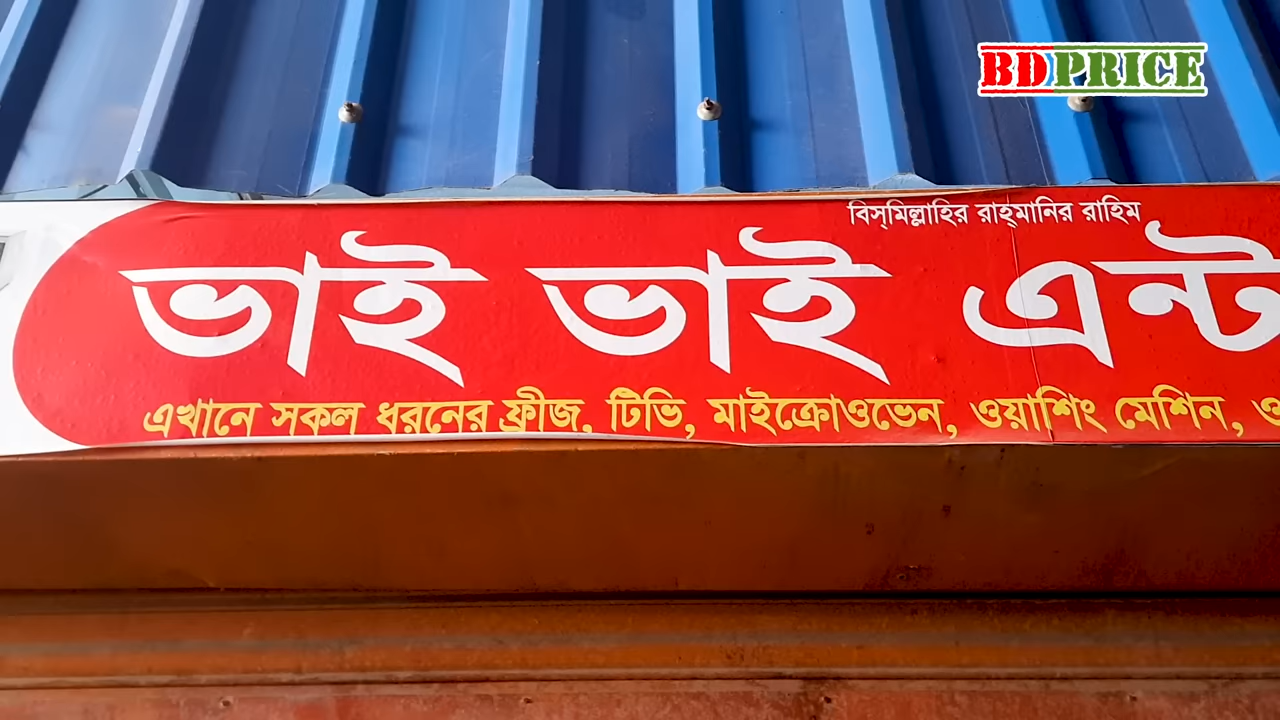 BDPRICE
বিস্‌মিল্লাহির রাহ্‌মানির রাহিম
ভাই ভাই এন্ট
এখানে সকল ধরনের ফ্রীজ, টিভি, মাইক্রোওভেন, ওয়াশিং মেশিন,